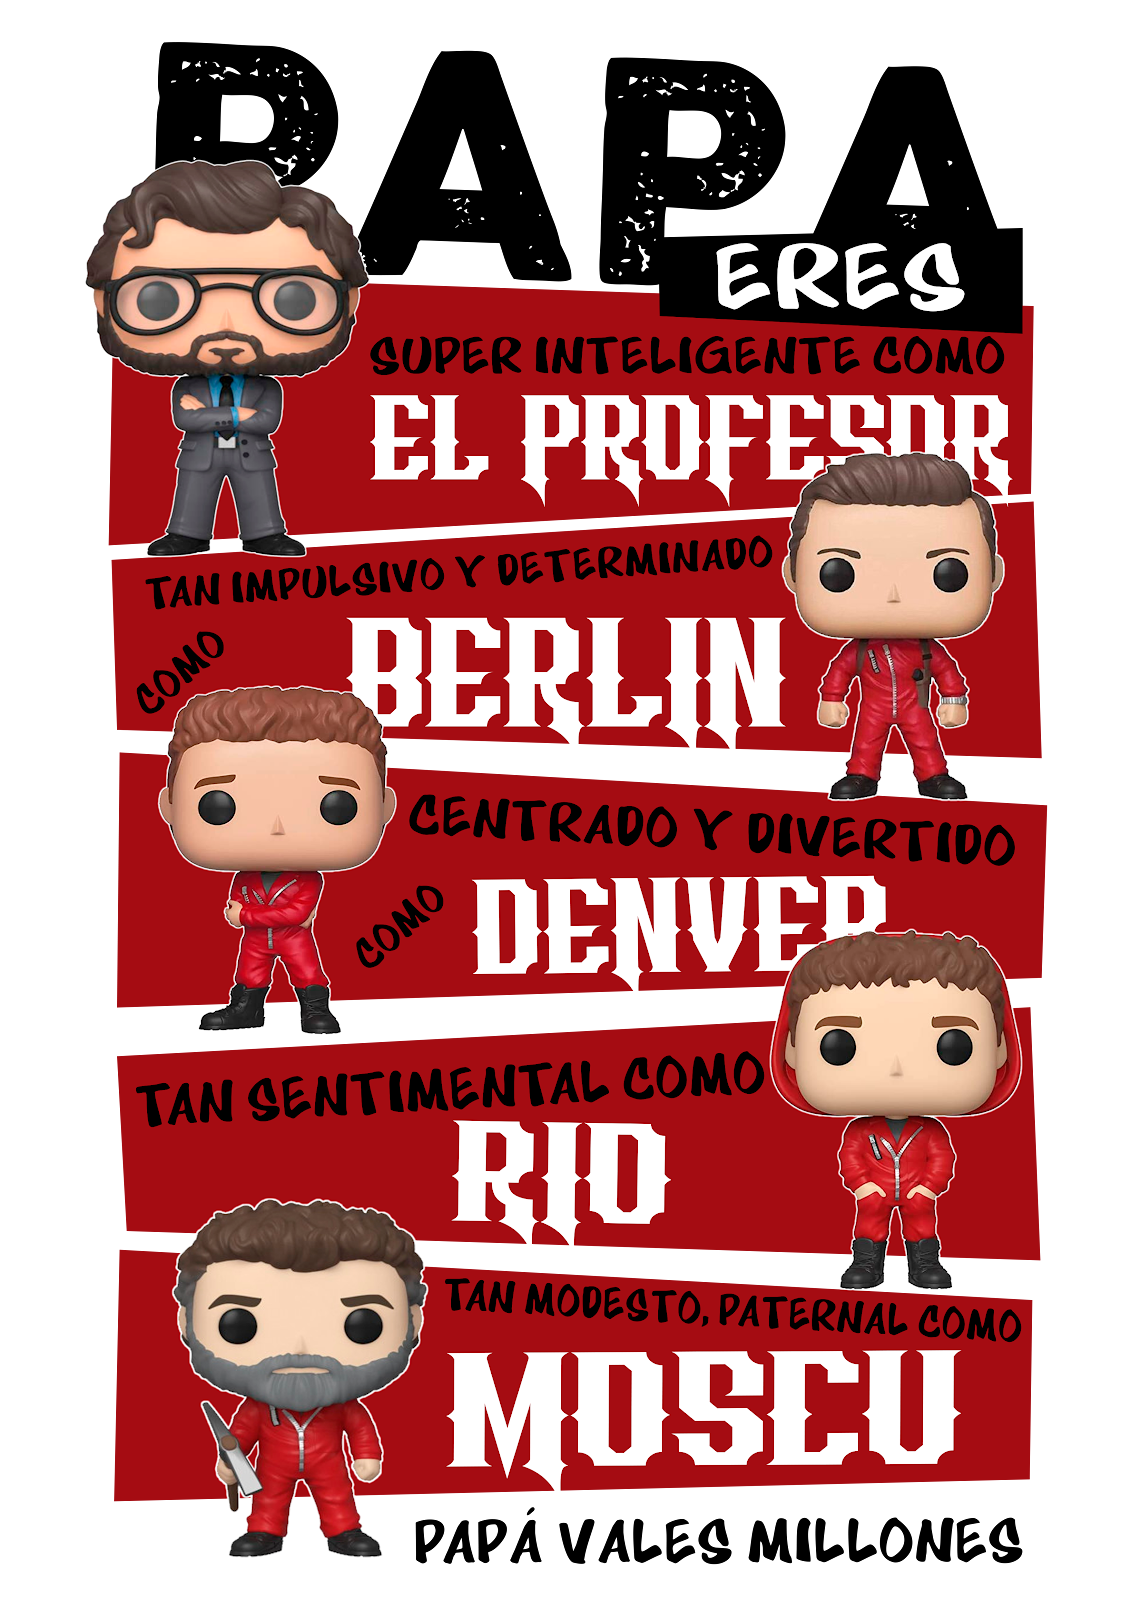 PAPA
ERES
SUPER INTELIGENTE COMO
EL PROFESOR
TAN IMPULSIVO Y DETERMINADO
COMO
BERLIN
CENTRADO Y DIVERTIDO
COMO
DENVER
TAN SENTIMENTAL COMO
RIO
TAN MODESTO, PATERNAL COMO
MOSCU
PAPÁ VALES MILLONES